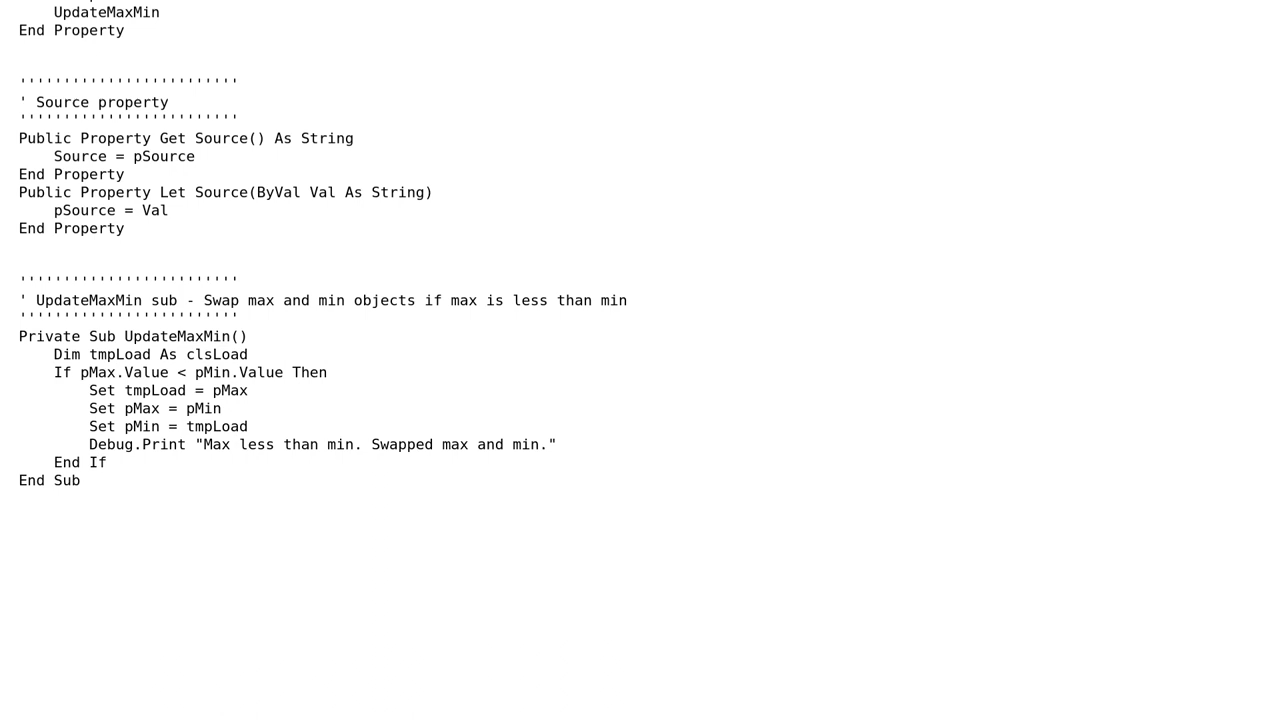 UpdateMaxMin
End Property


'''''''''''''''''''''''''
' Source property
'''''''''''''''''''''''''
Public Property Get Source() As String
    Source = pSource
End Property
Public Property Let Source(ByVal Val As String)
    pSource = Val
End Property


'''''''''''''''''''''''''
' UpdateMaxMin sub - Swap max and min objects if max is less than min
'''''''''''''''''''''''''
Private Sub UpdateMaxMin()
    Dim tmpLoad As clsLoad
    If pMax.Value < pMin.Value Then
        Set tmpLoad = pMax
        Set pMax = pMin
        Set pMin = tmpLoad
        Debug.Print "Max less than min. Swapped max and min."
    End If
End Sub